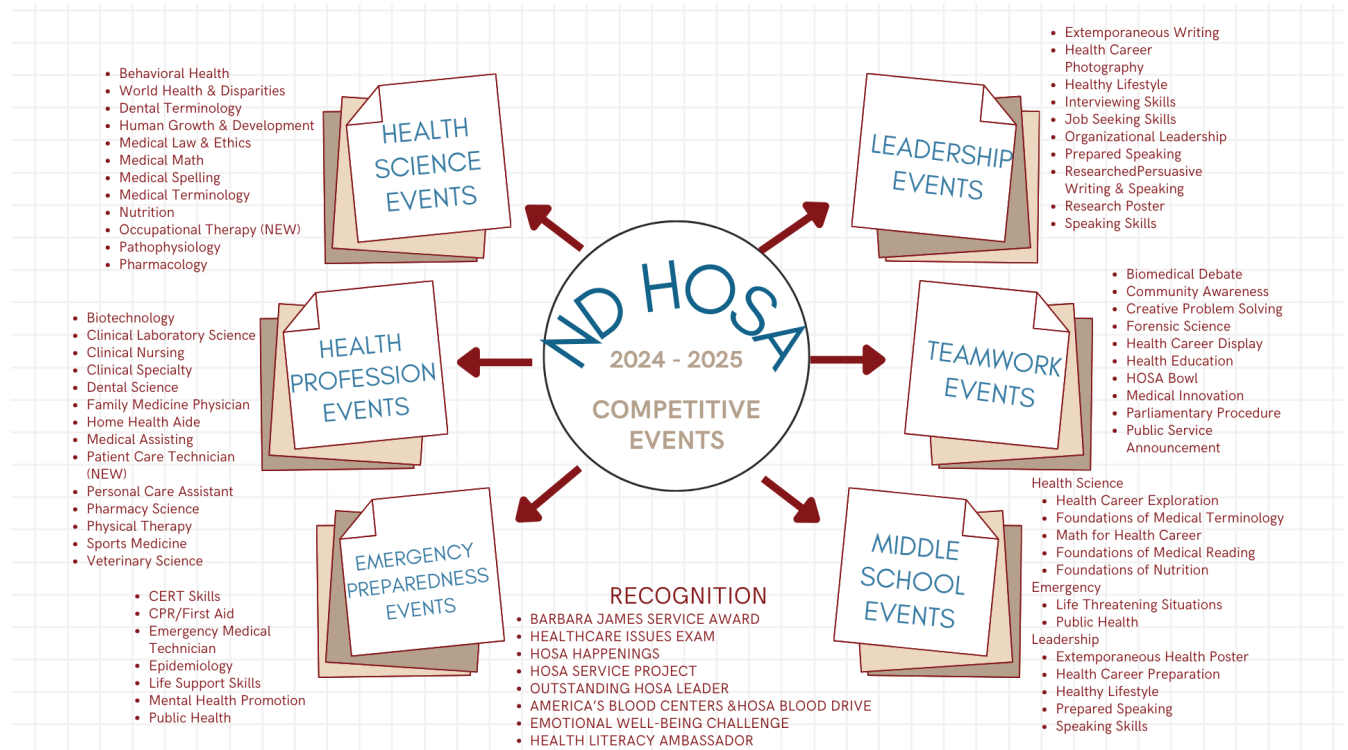 ND HOSA
2024 - 2025
COMPETITIVE
EVENTS
HEALTH
SCIENCE
EVENTS
• Behavioral Health
• World Health & Disparities
• Dental Terminology
• Human Growth & Development
• Medical Law & Ethics
• Medical Math
• Medical Spelling
• Medical Terminology
• Nutrition
• Occupational Therapy (NEW)
• Pathophysiology
• Pharmacology
HEALTH
PROFESSION
EVENTS
• Biotechnology
• Clinical Laboratory Science
• Clinical Nursing
• Clinical Specialty
• Dental Science
• Family Medicine Physician
• Home Health Aide
• Medical Assisting
• Patient Care Technician
(NEW)
• Personal Care Assistant
• Pharmacy Science
• Physical Therapy
• Sports Medicine
• Veterinary Science
EMERGENCY
PREPAREDNESS
EVENTS
• CERT Skills
• CPR/First Aid
• Emergency Medical
Technician
• Epidemiology
• Life Support Skills
• Mental Health Promotion
• Public Health
RECOGNITION
• BARBARA JAMES SERVICE AWARD
• HEALTHCARE ISSUES EXAM
• HOSA HAPPENINGS
• HOSA SERVICE PROJECT
• OUTSTANDING HOSA LEADER
• AMERICA'S BLOOD CENTERS &HOSA BLOOD DRIVE
• EMOTIONAL WELL-BEING CHALLENGE
• HEALTH LITERACY AMBASSADOR
LEADERSHIP
EVENTS
• Extemporaneous Writing
• Health Career
Photography
• Healthy Lifestyle
• Interviewing Skills
• Job Seeking Skills
• Organizational Leadership
• Prepared Speaking
• ResearchedPersuasive
Writing & Speaking
• Research Poster
• Speaking Skills
TEAMWORK
EVENTS
• Biomedical Debate
• Community Awareness
• Creative Problem Solving
• Forensic Science
• Health Career Display
• Health Education
• HOSA Bowl
• Medical Innovation
• Parliamentary Procedure
• Public Service
Announcement
MIDDLE
SCHOOL
EVENTS
Health Science
• Health Career Exploration
• Foundations of Medical Terminology
• Math for Health Career
• Foundations of Medical Reading
• Foundations of Nutrition
Emergency
• Life Threatening Situations
• Public Health
Leadership
• Extemporaneous Health Poster
• Health Career Preparation
• Healthy Lifestyle
• Prepared Speaking
• Speaking Skills